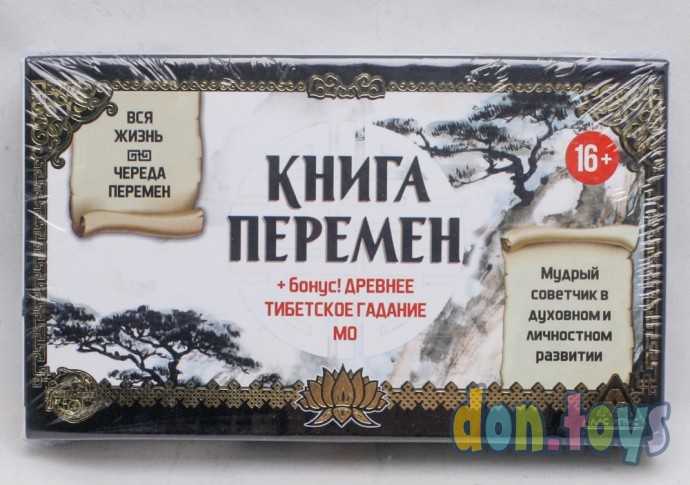 ВСЯ
ЖИЗНЬ
ЧЕРЕДА
ПЕРЕМЕН
КНИГА
ПЕРЕМЕН
+ бонус! ДРЕВНЕЕ
ТИБЕТСКОЕ ГАДАНИЕ
МО
16+
Мудрый
советчик в
духовном и
личностном
развитии
don.toys